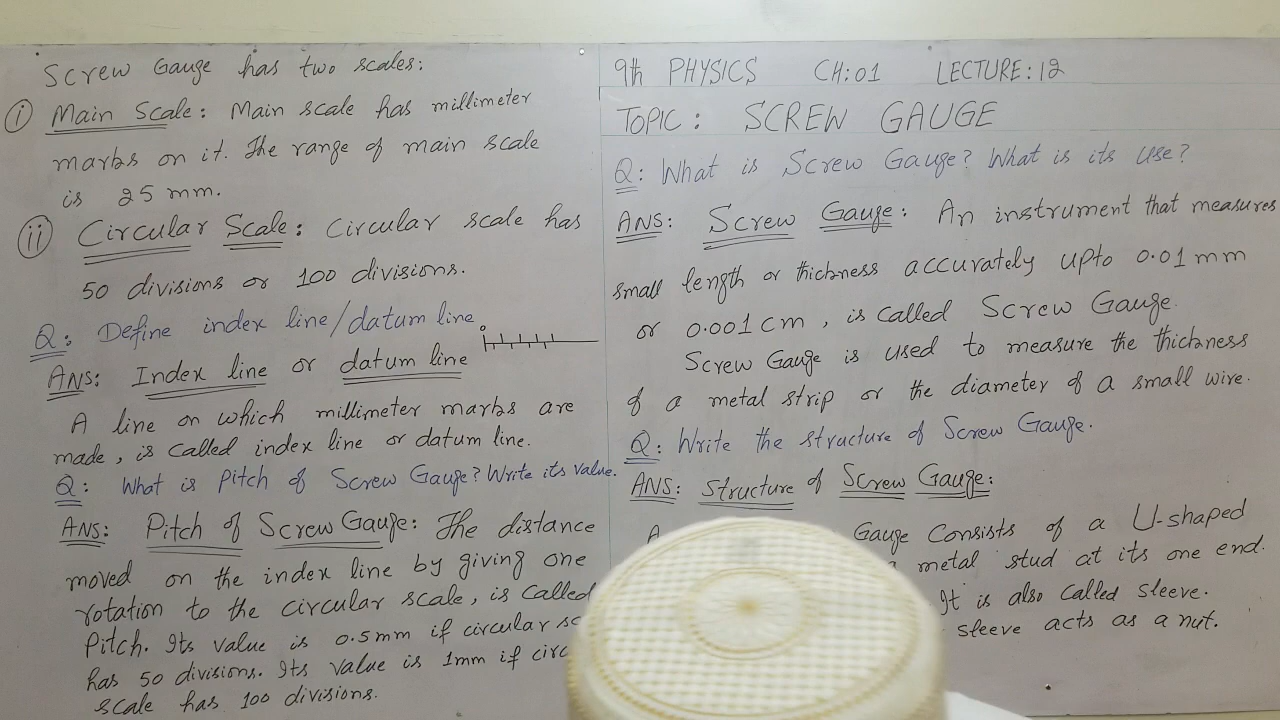 Screw Gauge has two scales:
(i) Main Scale: Main scale has millimeter
marks on it. The range of main scale
is 25 mm.
(ii) Circular Scale: Circular scale has
50 divisions or 100 divisions.
Q: Define index line/datum line
0
ANS: Index line or datum line
A line on which millimeter marks are
made, is called index line or datum line.
Q: What is Pitch of Screw Gauge? Write its value.
ANS: Pitch of Screw Gauge: The distance
moved on the index line by giving one
rotation to the circular scale, is called
Pitch. Its value is 0.5mm if circular sc
has 50 divisions. Its value is 1mm if circ
scale has 100 divisions.
9th PHYSICS CH:01 LECTURE:12
TOPIC: SCREW GAUGE
Q: What is Screw Gauge? What is its use?
ANS: Screw Gauge: An instrument that measures
small length or thickness accurately upto 0.01mm
or 0.001cm, is called Screw Gauge.
Screw Gauge is used to measure the thickness
of a metal strip or the diameter of a small wire.
Q: Write the structure of Screw Gauge.
ANS: Structure of Screw Gauge:
A Gauge Consists of a U-shaped
metal stud at its one end.
It is also called sleeve.
sleeve acts as a nut.